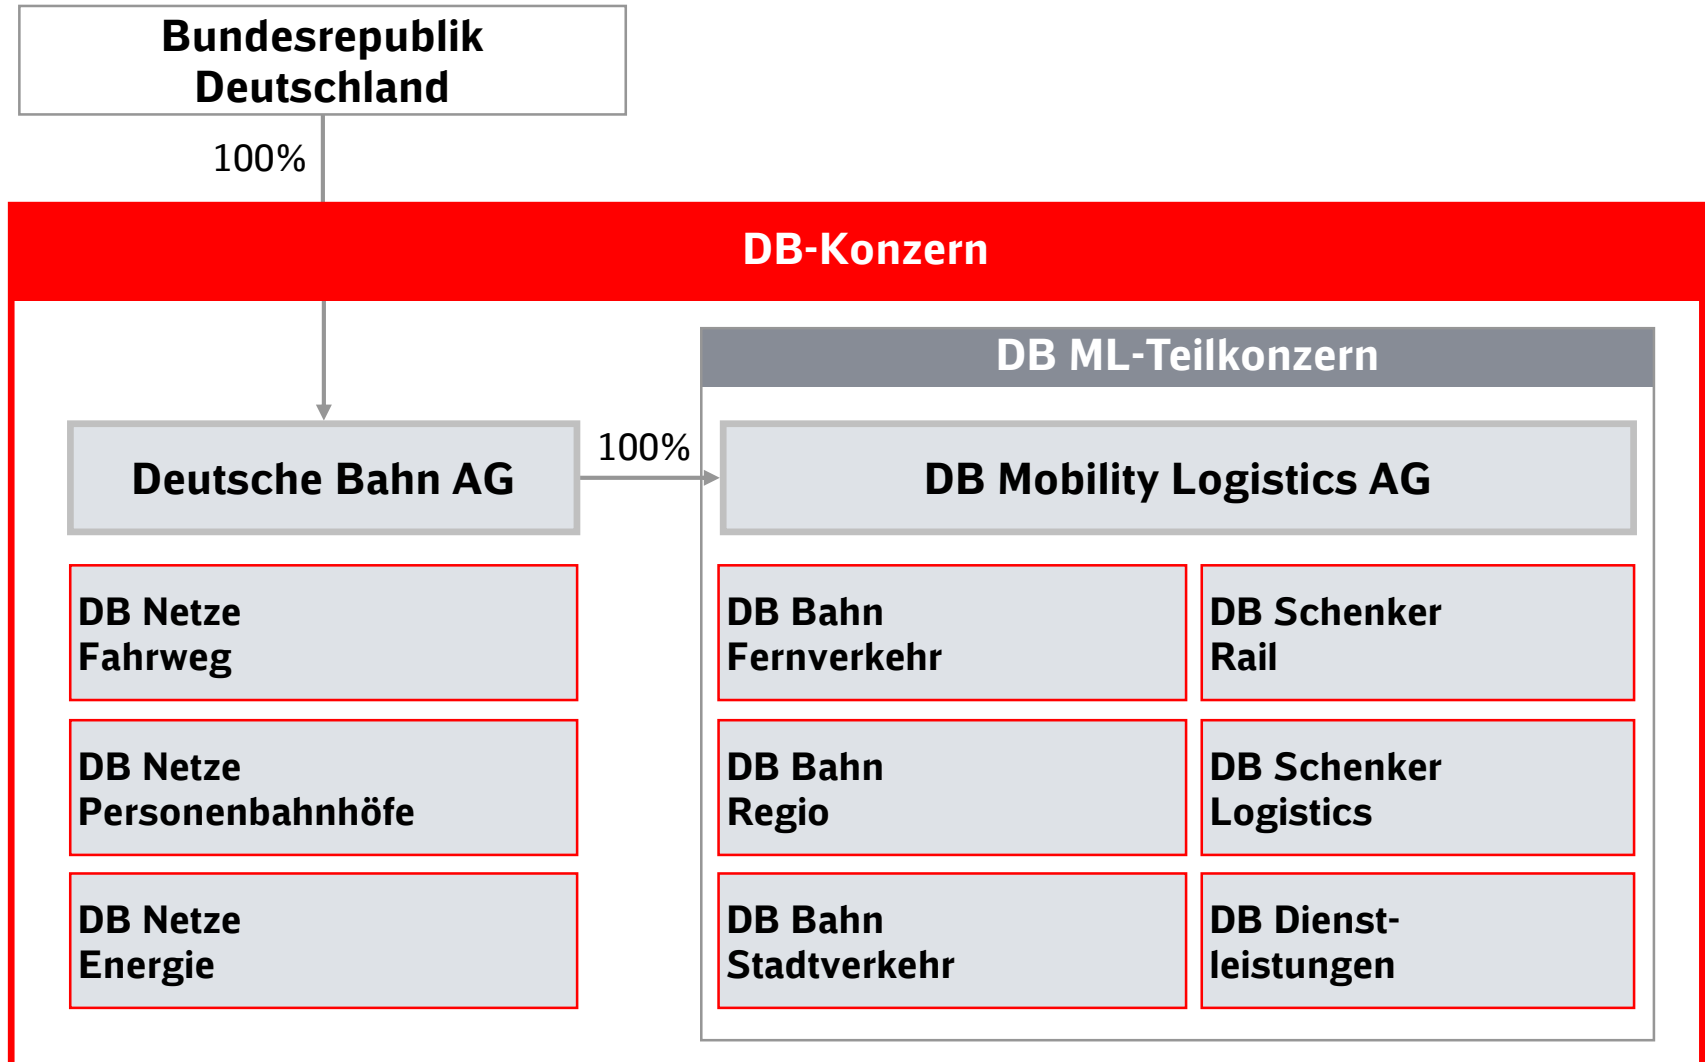 Bundesrepublik
Deutschland
100%
DB-Konzern
DB ML-Teilkonzern
Deutsche Bahn AG
100%
DB Mobility Logistics AG
DB Netze
Fahrweg
DB Bahn
Fernverkehr
DB Schenker
Rail
DB Netze
Personenbahnhöfe
DB Bahn
Regio
DB Schenker
Logistics
DB Netze
Energie
DB Bahn
Stadtverkehr
DB Dienst-
leistungen